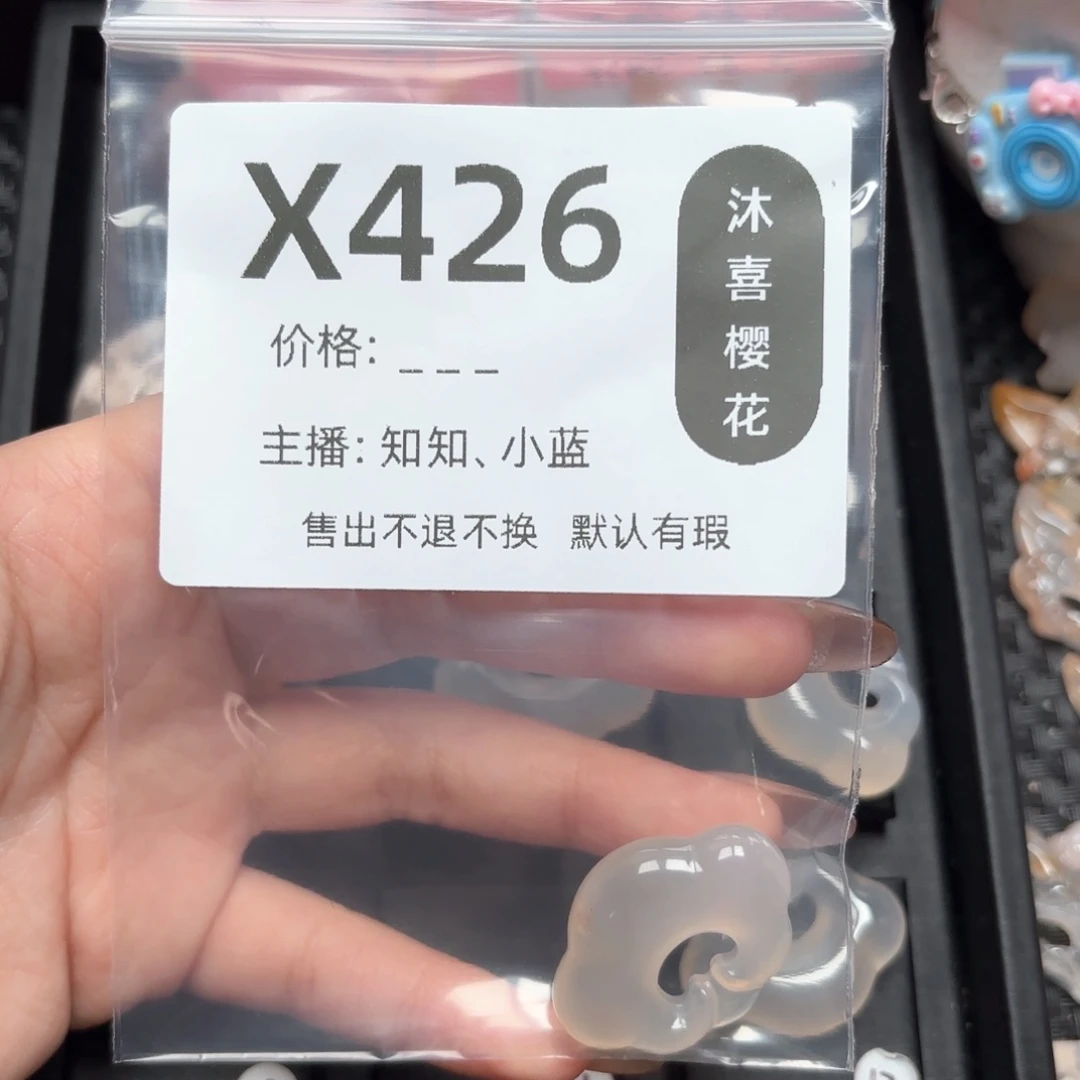 X426
沐喜樱花
价格: _ _ _
主播: 知知、小蓝
售出不退不换 默认有瑕